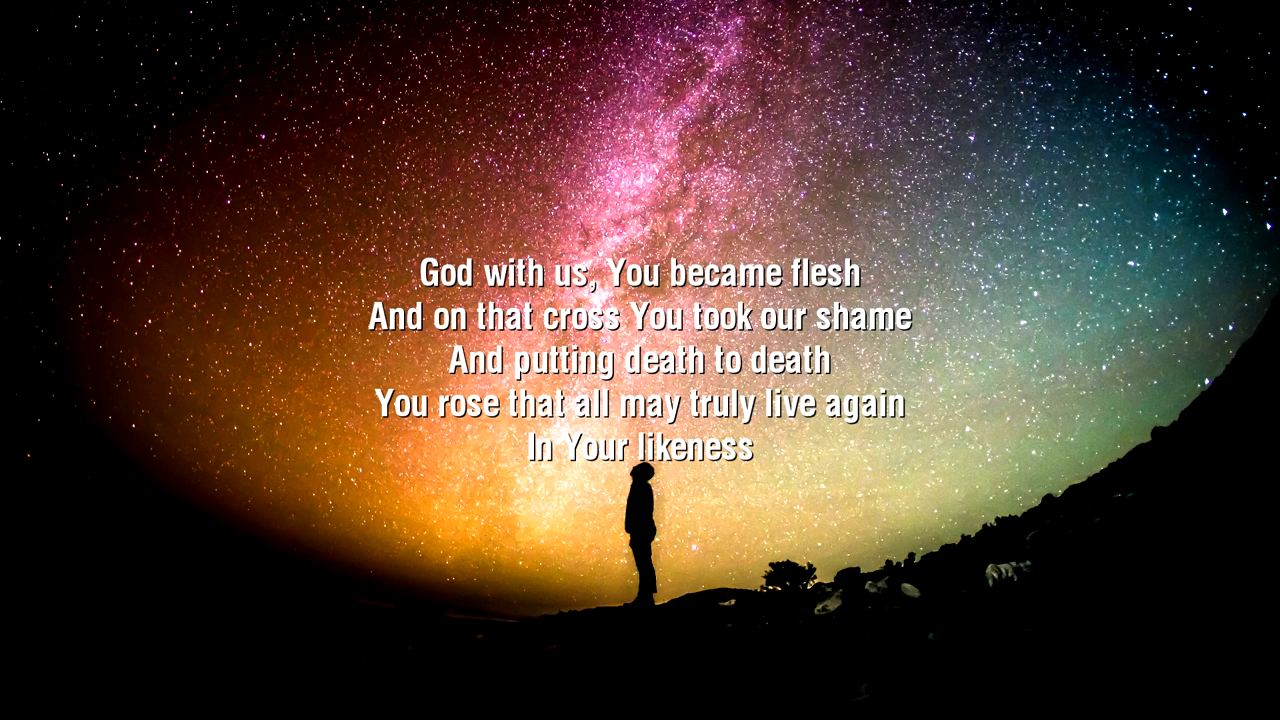 God with us, You became flesh
And on that cross You took our shame
And putting death to death
You rose that all may truly live again
In Your likeness